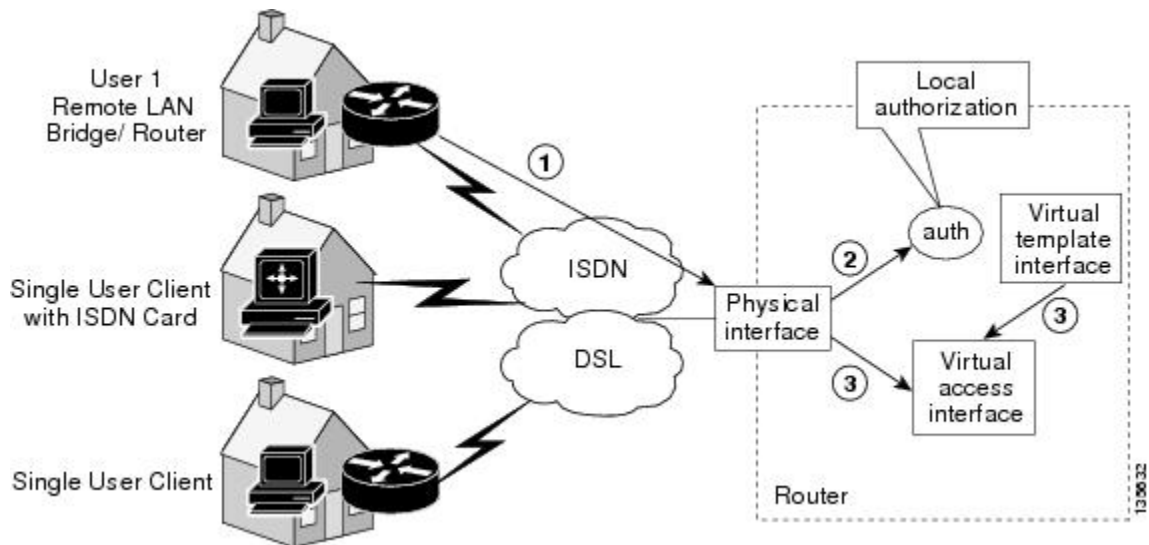 User 1
Remote LAN
Bridge/ Router
Single User Client
with ISDN Card
Single User Client
1
ISDN
DSL
Physical
interface
2
3
Local
authorization
auth
Virtual
template
interface
3
Virtual
access
interface
Router
135632